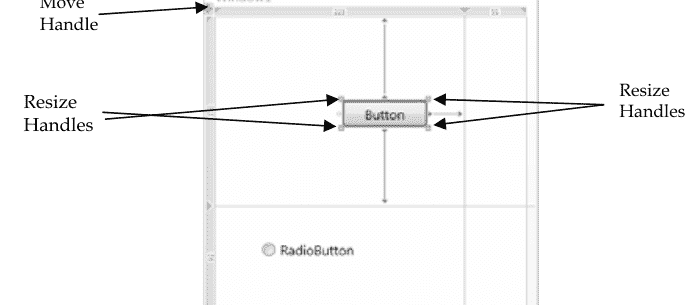 Move
Handle
Resize
Handles
Button
Resize
Handles
RadioButton